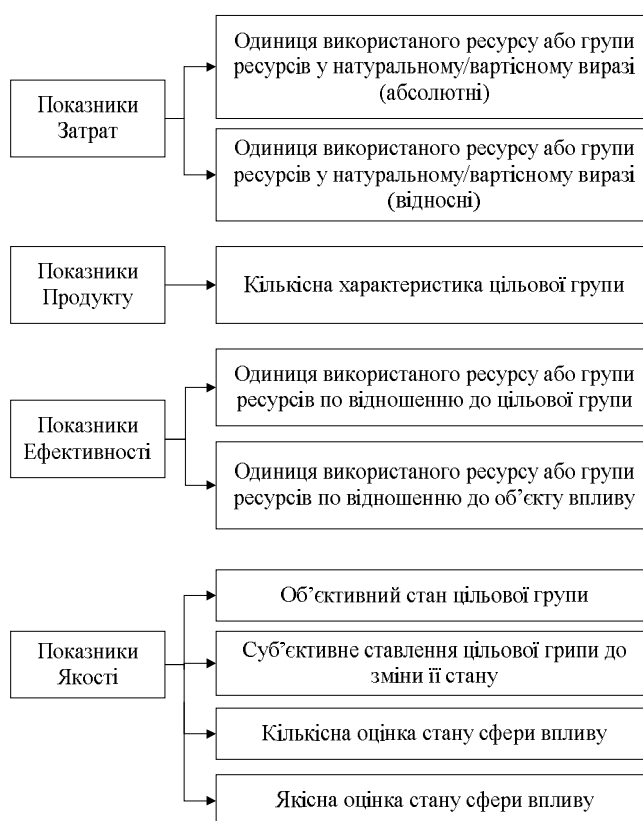 Показники
Затрат
Одиниця використаного ресурсу або групи
ресурсів у натуральному/вартісному виразі
(абсолютні)
Одиниця використаного ресурсу або групи
ресурсів у натуральному/вартісному виразі
(відносні)
Показники
Продукту
Кількісна характеристика цільової групи
Показники
Ефективності
Одиниця використаного ресурсу або групи
ресурсів по відношенню до цільової групи
Одиниця використаного ресурсу або групи
ресурсів по відношенню до об’єкту впливу
Показники
Якості
Об’єктивний стан цільової групи
Суб’єктивне ставлення цільової грипи до
зміни її стану
Кількісна оцінка стану сфери впливу
Якісна оцінка стану сфери впливу